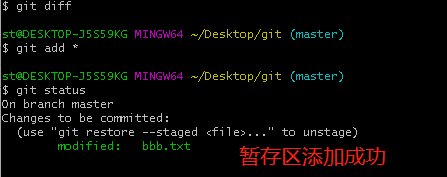 $ git diff
st@DESKTOP-J5S59KG MINGW64 ~/Desktop/git (master)
$ git add *
st@DESKTOP-J5S59KG MINGW64 ~/Desktop/git (master)
$ git status
On branch master
Changes to be committed:
  (use "git restore --staged <file>..." to unstage)
        modified:   bbb.txt
暂存区添加成功